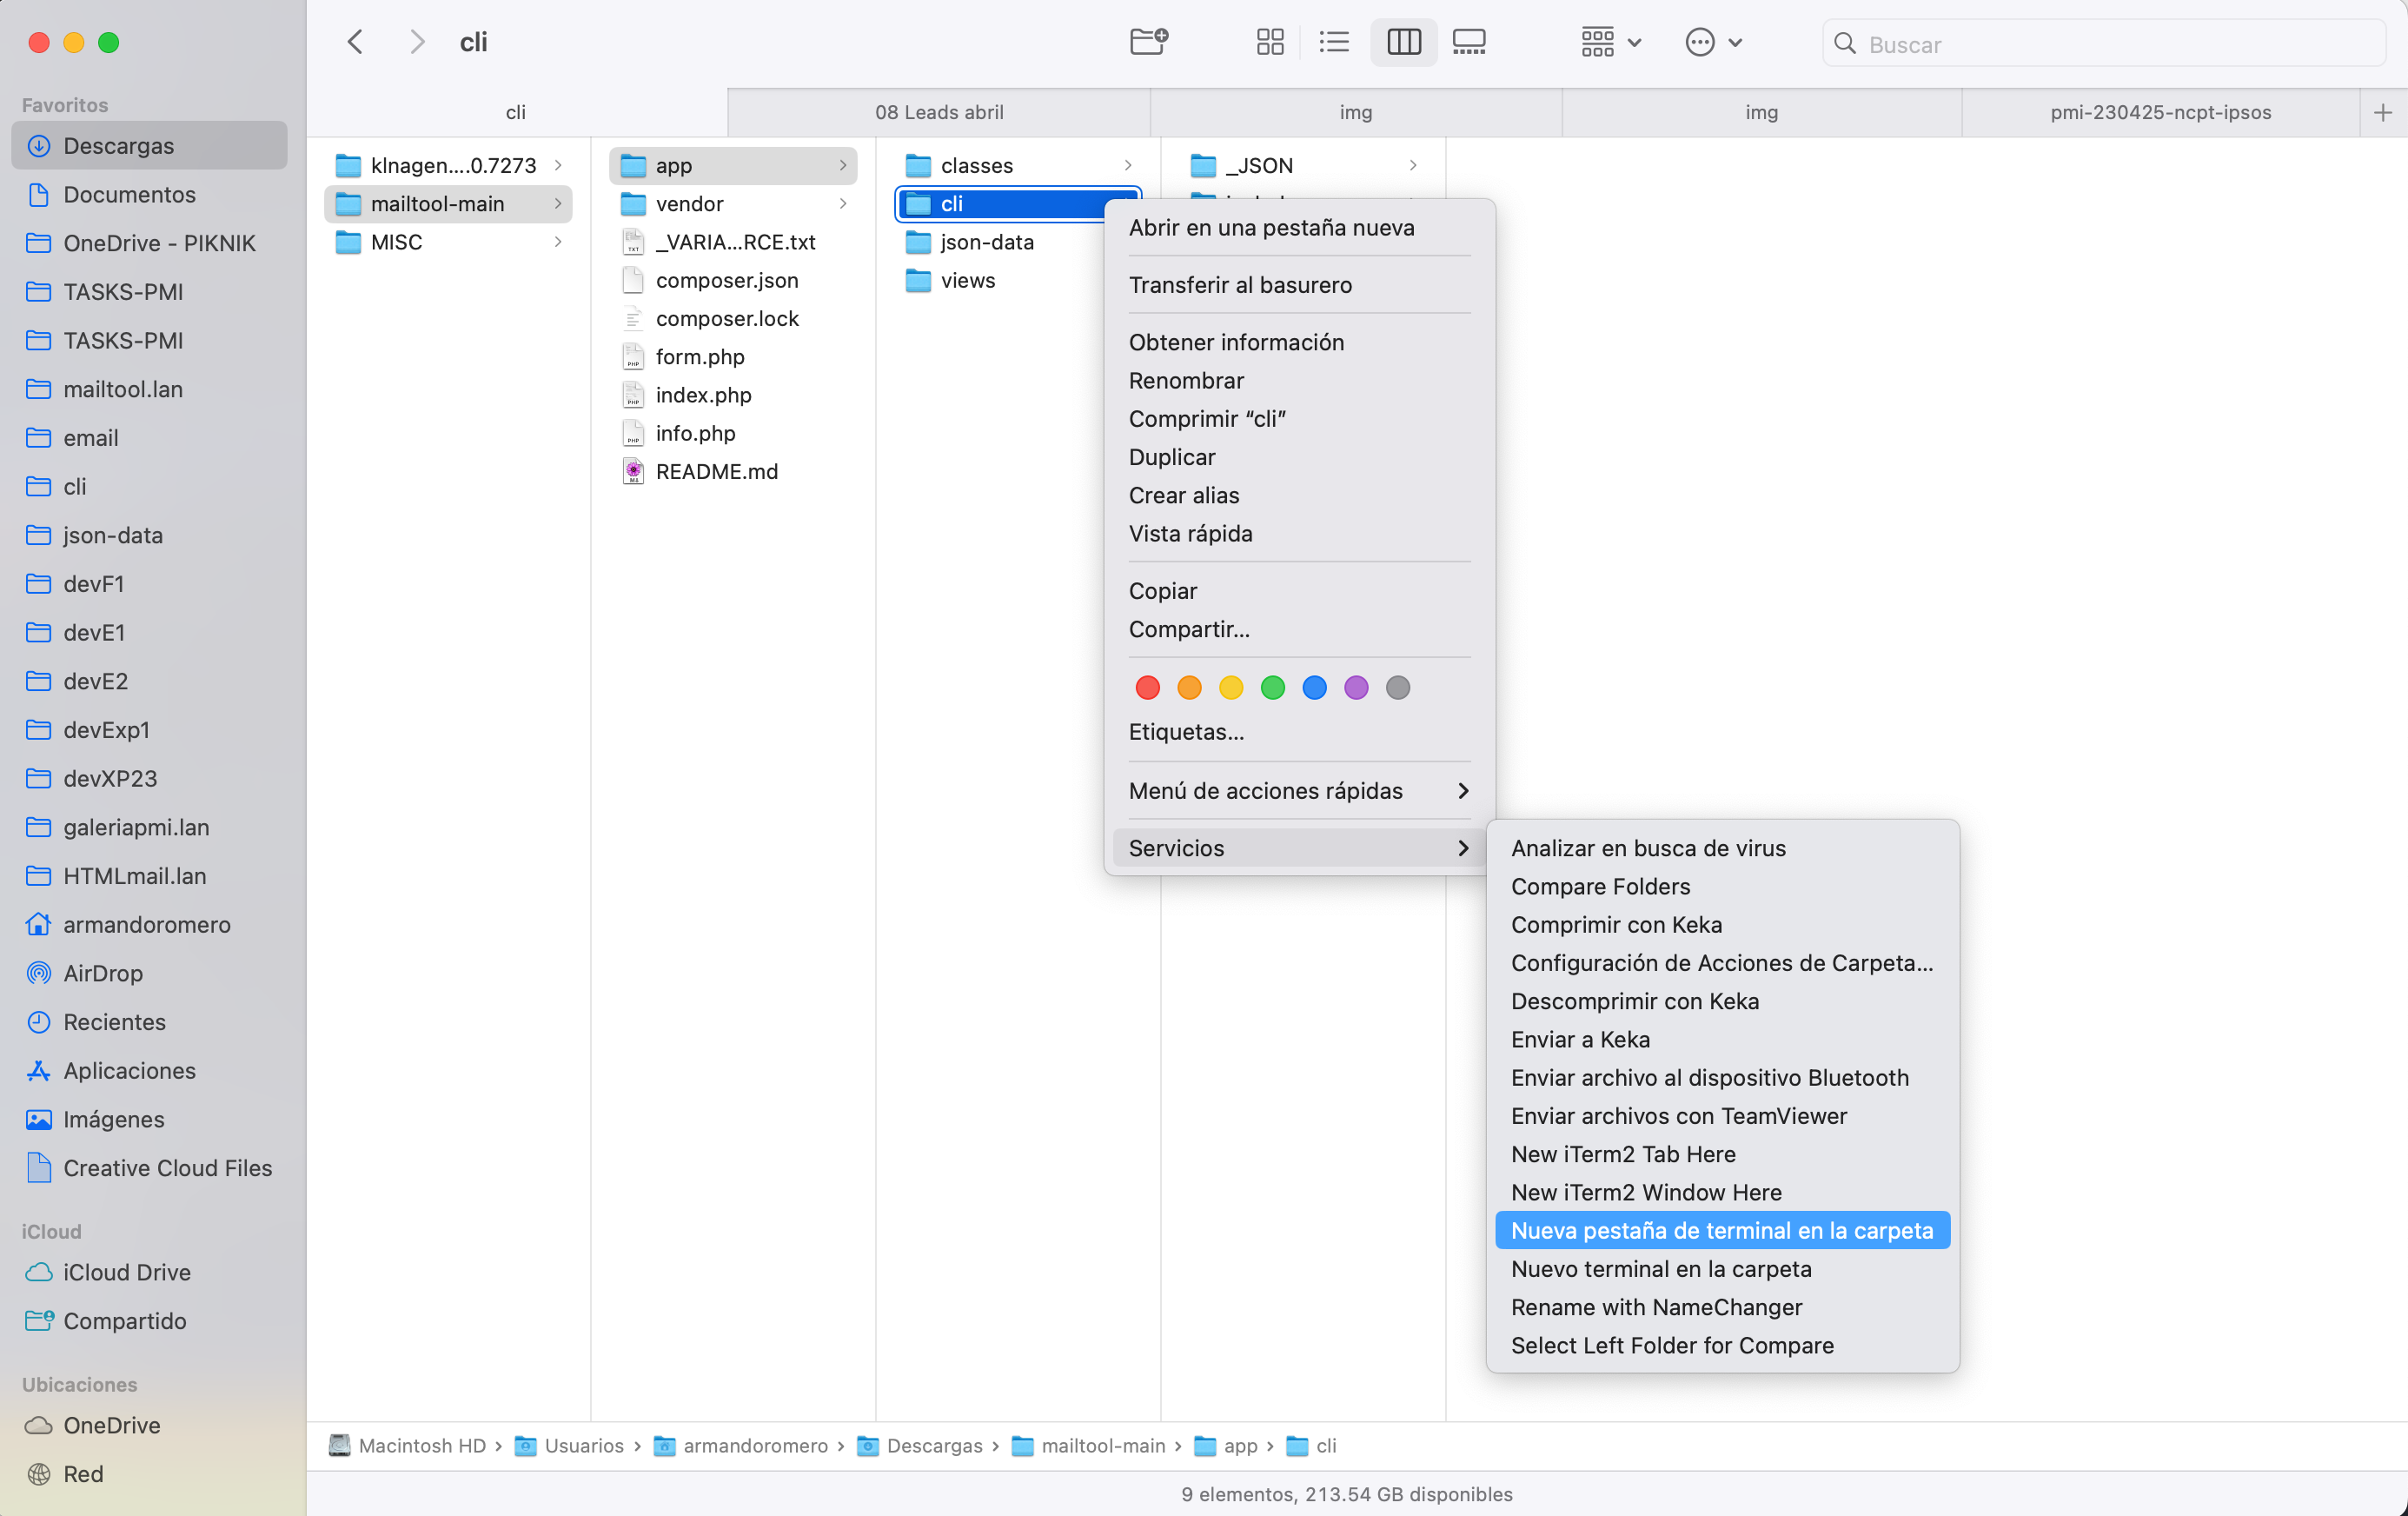 cli
Buscar
cli
08 Leads abril
img
img
pmi-230425-ncpt-ipsos
Favoritos
Descargas
Documentos
OneDrive - PIKNIK
TASKS-PMI
TASKS-PMI
mailtool.lan
email
cli
json-data
devF1
devE1
devE2
devExp1
devXP23
galeriapmi.lan
HTMLmail.lan
armandoromero
AirDrop
Recientes
Aplicaciones
Imágenes
Creative Cloud Files
iCloud
iCloud Drive
Compartido
Ubicaciones
OneDrive
Red
klnagen....0.7273
mailtool-main
MISC
app
vendor
_VARIA...RCE.txt
composer.json
composer.lock
form.php
index.php
info.php
README.md
classes
cli
json-data
views
_JSON
Abrir en una pestaña nueva
Transferir al basurero
Obtener información
Renombrar
Comprimir “cli”
Duplicar
Crear alias
Vista rápida
Copiar
Compartir...
Etiquetas...
Menú de acciones rápidas
Servicios
Analizar en busca de virus
Compare Folders
Comprimir con Keka
Configuración de Acciones de Carpeta...
Descomprimir con Keka
Enviar a Keka
Enviar archivo al dispositivo Bluetooth
Enviar archivos con TeamViewer
New iTerm2 Tab Here
New iTerm2 Window Here
Nueva pestaña de terminal en la carpeta
Nuevo terminal en la carpeta
Rename with NameChanger
Select Left Folder for Compare
Macintosh HD › Usuarios › armandoromero › Descargas › mailtool-main › app › cli
9 elementos, 213.54 GB disponibles